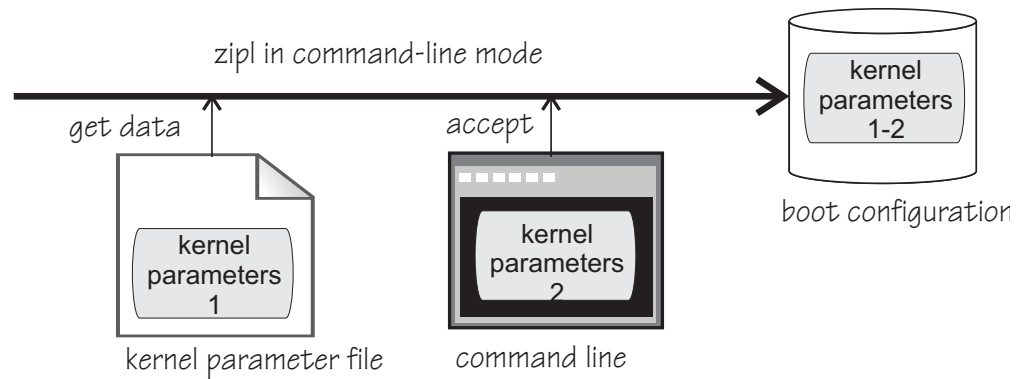 zipl in command-line mode
get data
accept
kernel
parameters
1-2
boot configuration
kernel
parameters
1
kernel parameter file
kernel
parameters
2
command line